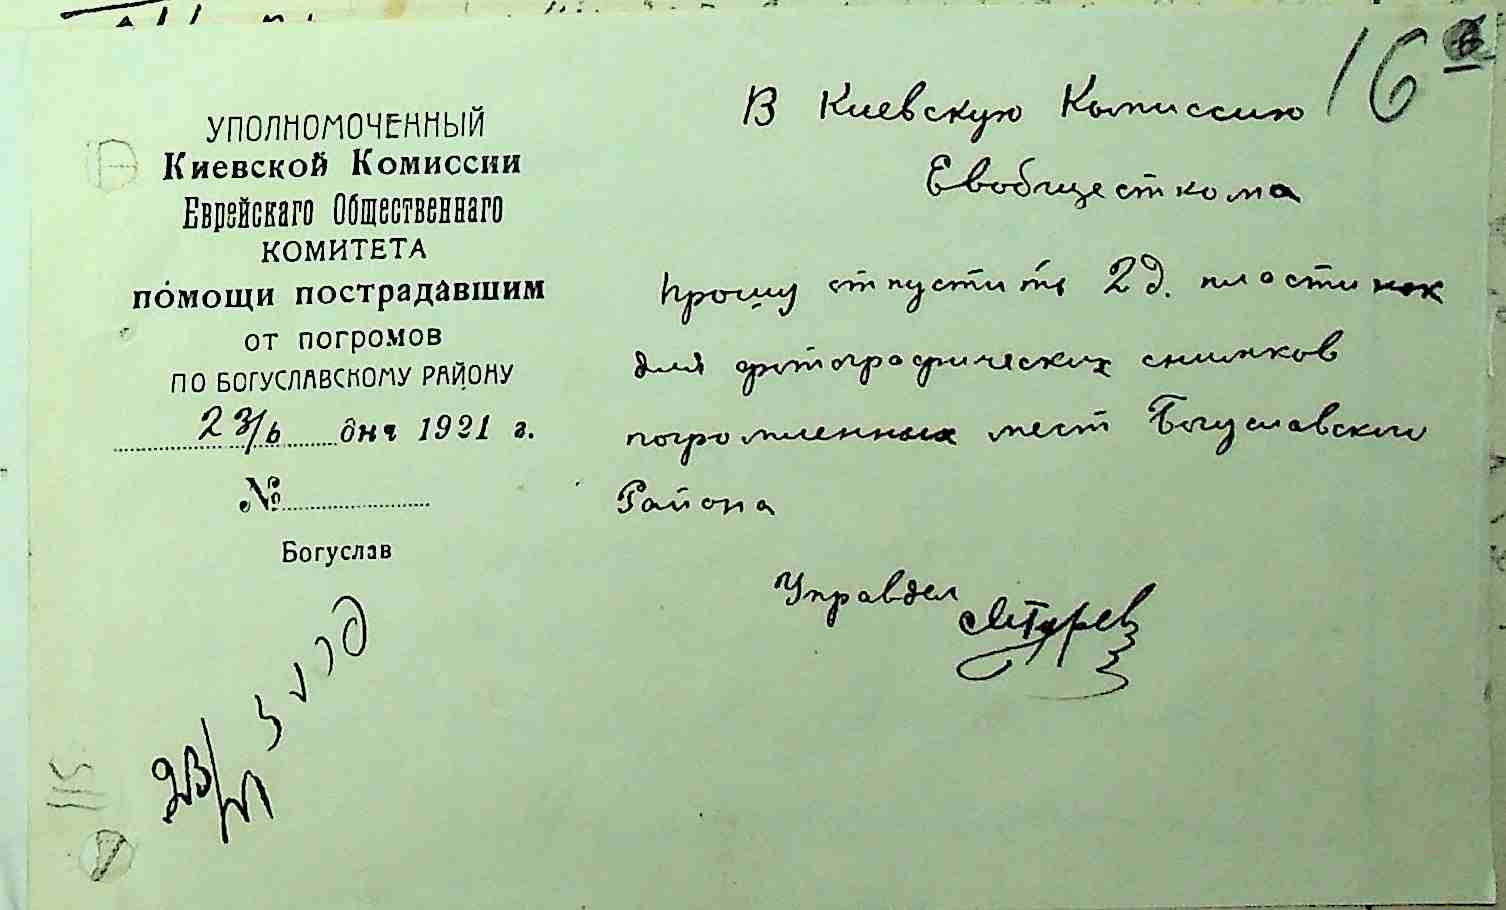 16
УПОЛНОМОЧЕННЫЙ
Киевской Комиссии
Еврейскаго Общественнаго
КОМИТЕТА
помощи пострадавшим
от погромов
ПО БОГУСЛАВСКОМУ РАЙОНУ
23/6 дня 1921 г.
№
Богуслав
В Киевскую Комиссию
Евобщесткома
Прошу отпустить 2 д. пластинок
для фотографических снимков
погромленных мест Богуславского
Района
Управдел
23/VI